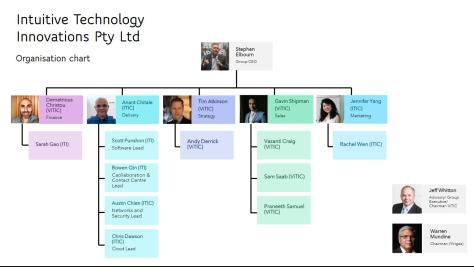 Intuitive Technology
Innovations Pty Ltd
Organisation chart
Stephen
Elbourn
Group CEO
Demetrious
Christou
(VITIC)
Finance
Anant Chitale
(ITIC)
Delivery
Tim Atkinson
(VITIC)
Strategy
Gavin Shipman
(VITIC)
Sales
Jennifer Yang
(ITIC)
Marketing
Sarah Gao (ITI)
Scott Punshon (ITI)
Software Lead
Bowen Qin (ITI)
Collaboration &
Contact Centre
Lead
Austin Chien (ITIC)
Networks and
Security Lead
Chris Dawson
(ITIC)
Cloud Lead
Andy Derrick
(VITIC)
Vasanti Craig
(VITIC)
Sam Saab (VITIC)
Praneeth Samuel
(VITIC)
Rachel Wen (ITIC)
Jeff Whitton
Advisory/ Group
Executive/
Chairman VITIC
Warren
Mundine
Chairman (Yirigaa)